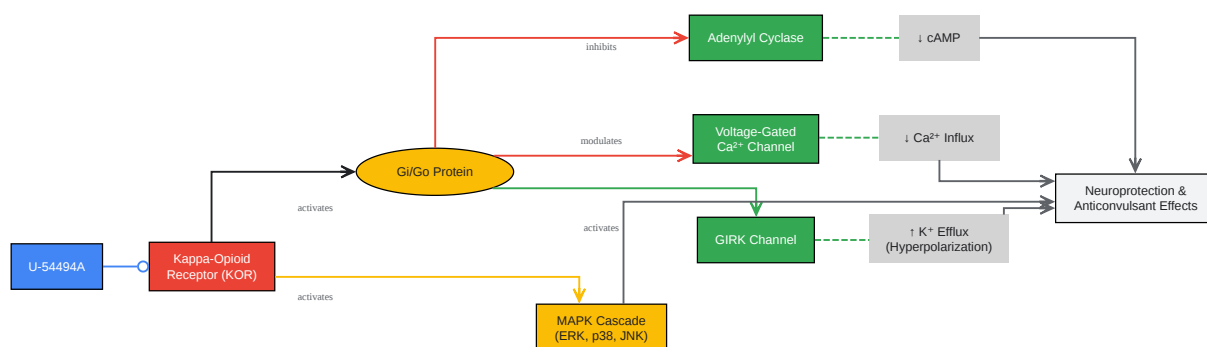 Adenylyl Cyclase
↓ cAMP
inhibits
Voltage-Gated
Ca²⁺ Channel
↓ Ca²⁺ Influx
modulates
Gi/Go Protein
Neuroprotection &
Anticonvulsant Effects
activates
activates
GIRK Channel
↑ K⁺ Efflux
(Hyperpolarization)
U-54494A
Kappa-Opioid
Receptor (KOR)
activates
MAPK Cascade
(ERK, p38, JNK)